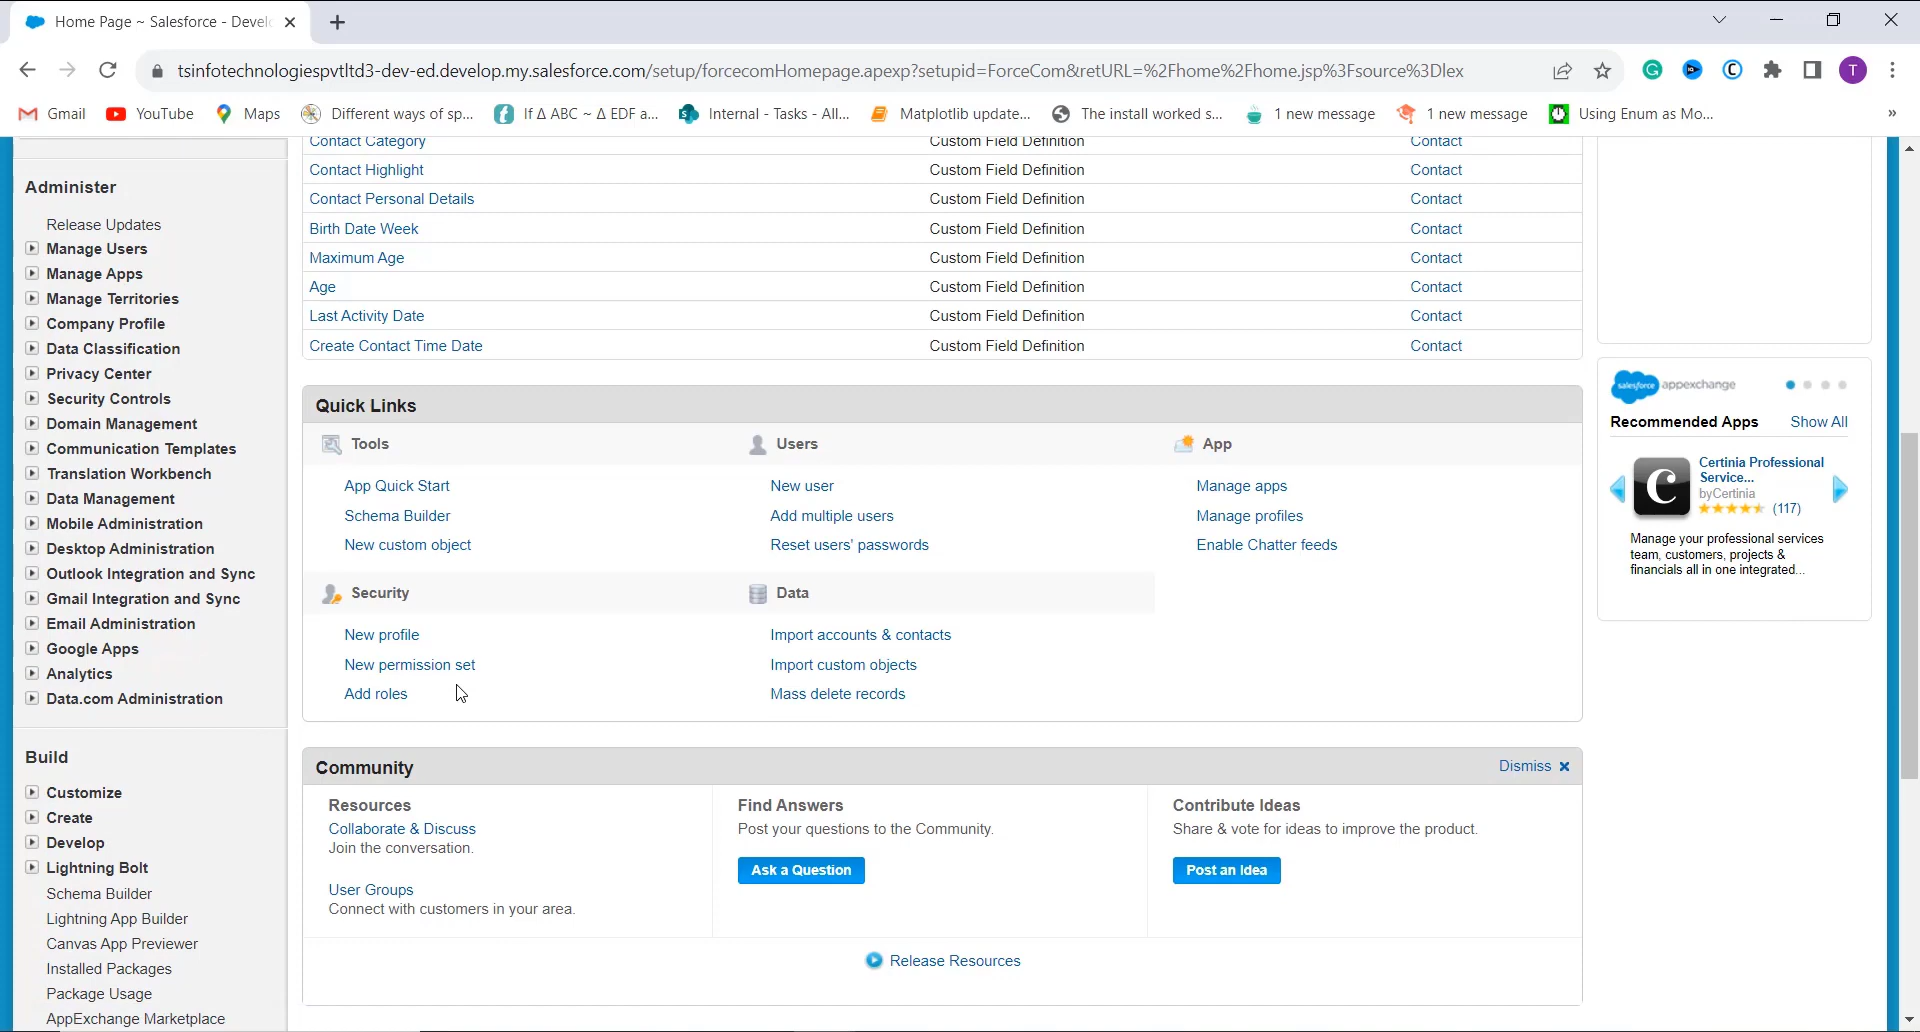 Home Page ~ Salesforce - Devel
tsinfotechnologiespvtltd3-dev-ed.develop.my.salesforce.com/setup/forcecomHomepage.apexp?setupid=ForceCom&retURL=%2Fhome%2Fhome.jsp%3Fsource%3Dlex
T
Gmail YouTube Maps Different ways of sp... If Δ ABC ~ Δ EDF a... Internal - Tasks - All... Matplotlib update... The install worked s... 1 new message 1 new message Using Enum as Mo... »
Administer
Release Updates
Manage Users
Manage Apps
Manage Territories
Company Profile
Data Classification
Privacy Center
Security Controls
Domain Management
Communication Templates
Translation Workbench
Data Management
Mobile Administration
Desktop Administration
Outlook Integration and Sync
Gmail Integration and Sync
Email Administration
Google Apps
Analytics
Data.com Administration
Build
Customize
Create
Develop
Lightning Bolt
Schema Builder
Lightning App Builder
Canvas App Previewer
Installed Packages
Package Usage
AppExchange Marketplace
Contact Category Custom Field Definition Contact
Contact Highlight Custom Field Definition Contact
Contact Personal Details Custom Field Definition Contact
Birth Date Week Custom Field Definition Contact
Maximum Age Custom Field Definition Contact
Age Custom Field Definition Contact
Last Activity Date Custom Field Definition Contact
Create Contact Time Date Custom Field Definition Contact
Quick Links
Tools
App Quick Start
Schema Builder
New custom object
Users
New user
Add multiple users
Reset users' passwords
App
Manage apps
Manage profiles
Enable Chatter feeds
Security
New profile
New permission set
Add roles
Data
Import accounts & contacts
Import custom objects
Mass delete records
Community
Dismiss
Resources
Collaborate & Discuss
Join the conversation.
User Groups
Connect with customers in your area.
Find Answers
Post your questions to the Community.
Ask a Question
Contribute Ideas
Share & vote for ideas to improve the product.
Post an Idea
Release Resources
salesforce appexchange
Recommended Apps Show All
C
Certinia Professional
Service...
byCertinia
(117)
Manage your professional services
team, customers, projects &
financials all in one integrated...